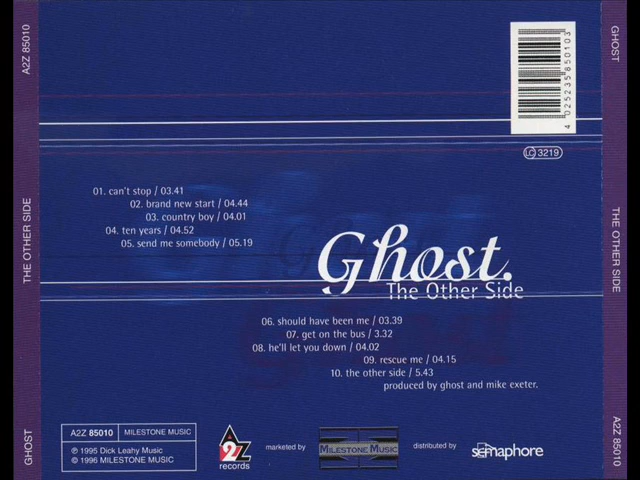 A2Z 85010
THE OTHER SIDE
GHOST
4 025235 850103
LC 3219
01. can't stop / 03.41
02. brand new start / 04.44
03. country boy / 04.01
04. ten years / 04.52
05. send me somebody / 05.19
Ghost.
The Other Side
06. should have been me / 03.39
07. get on the bus / 3.32
08. he'll let you down / 04.02
09. rescue me / 04.15
10. the other side / 5.43
produced by ghost and mike exeter.
A2Z 85010 MILESTONE MUSIC
℗ 1995 Dick Leahy Music
© 1996 MILESTONE MUSIC
A2Z
records
marketed by
MILESTONE MUSIC
distributed by
semaphore
GHOST
THE OTHER SIDE
A2Z 85010